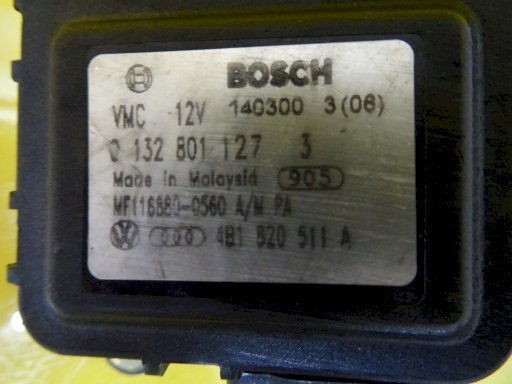 BOSCH
VMC 12V 140300 3(06)
0 132 801 127 3
Made in Malaysia 905
MF116880-0560 A/M PA
4B1 820 511 A